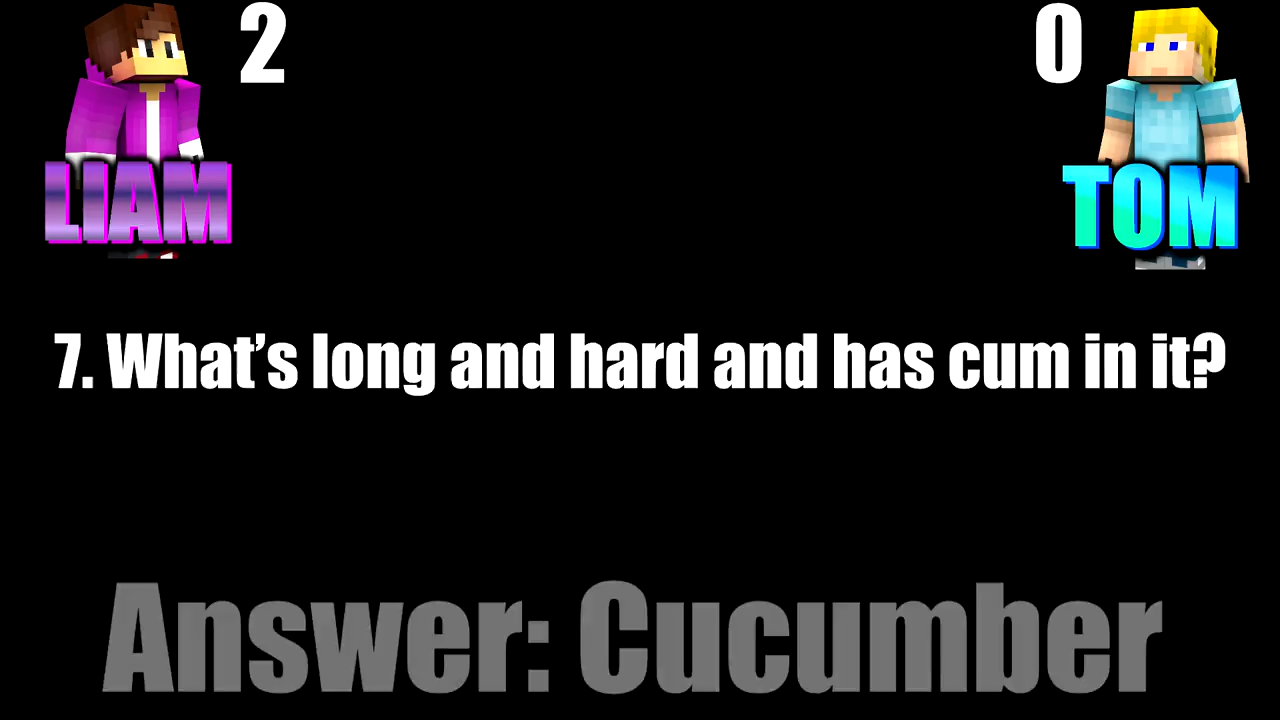 2
0
LIAM
TOM
7. What's long and hard and has cum in it?
Answer: Cucumber